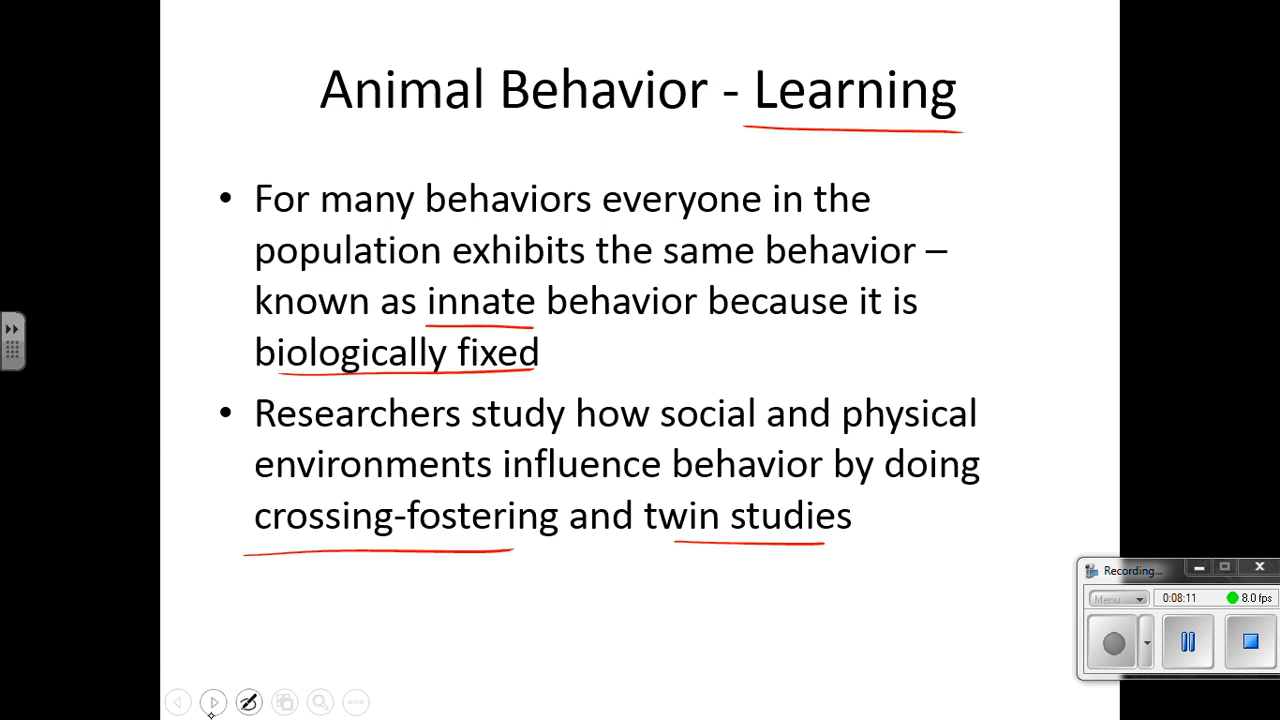 Animal Behavior - Learning
• For many behaviors everyone in the
population exhibits the same behavior –
known as innate behavior because it is
biologically fixed
• Researchers study how social and physical
environments influence behavior by doing
crossing-fostering and twin studies
Recording...
Menu 0:08:11 8.0 fps